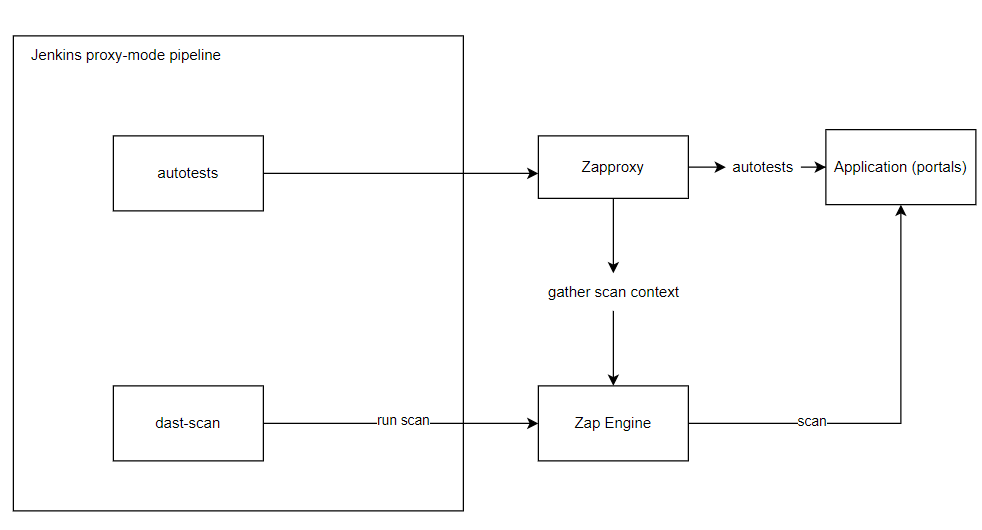 Jenkins proxy-mode pipeline
autotests
Zapproxy
autotests
Application (portals)
gather scan context
dast-scan
run scan
Zap Engine
scan